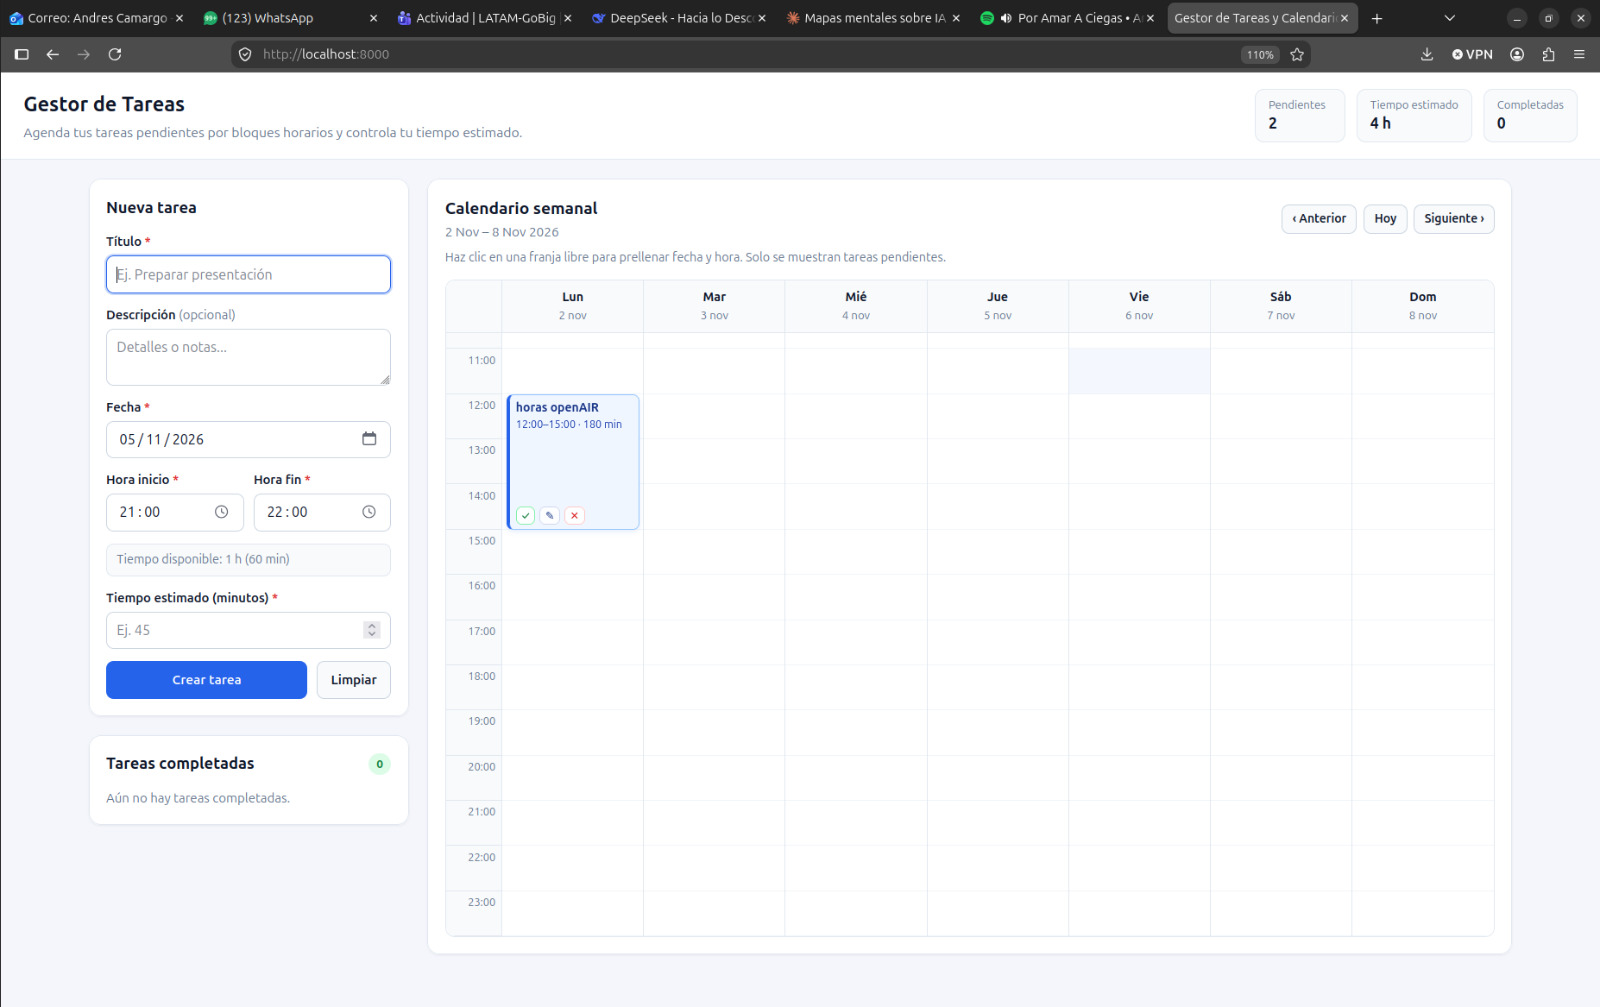 Correo: Andres Camargo
(123) WhatsApp
Actividad | LATAM-GoBig
DeepSeek - Hacia lo Desc
Mapas mentales sobre IA
Por Amar A Ciegas • A
Gestor de Tareas y Calendari
http://localhost:8000
110%
VPN
Gestor de Tareas
Agenda tus tareas pendientes por bloques horarios y controla tu tiempo estimado.
Pendientes
2
Tiempo estimado
4 h
Completadas
0
Nueva tarea
Título *
Ej. Preparar presentación
Descripción (opcional)
Detalles o notas...
Fecha *
05/11/2026
Hora inicio *
Hora fin *
21:00
22:00
Tiempo disponible: 1 h (60 min)
Tiempo estimado (minutos) *
Ej. 45
Crear tarea
Limpiar
Tareas completadas
0
Aún no hay tareas completadas.
Calendario semanal
2 Nov – 8 Nov 2026
Haz clic en una franja libre para prellenar fecha y hora. Solo se muestran tareas pendientes.
‹ Anterior
Hoy
Siguiente ›
Lun
2 nov
Mar
3 nov
Mié
4 nov
Jue
5 nov
Vie
6 nov
Sáb
7 nov
Dom
8 nov
11:00
12:00
horas openAIR
12:00–15:00 · 180 min
13:00
14:00
15:00
16:00
17:00
18:00
19:00
20:00
21:00
22:00
23:00